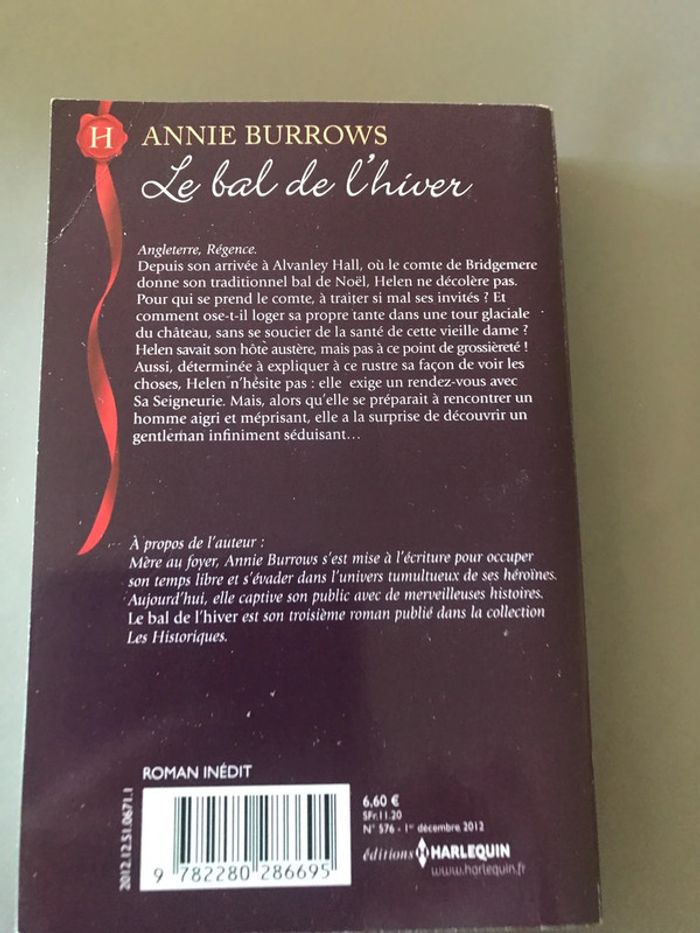 H ANNIE BURROWS
Le bal de l'hiver
Angleterre, Régence.
Depuis son arrivée à Alvanley Hall, où le comte de Bridgemere
donne son traditionnel bal de Noël, Helen ne décolère pas.
Pour qui se prend le comte, à traiter si mal ses invités ? Et
comment ose-t-il loger sa propre tante dans une tour glaciale
du château, sans se soucier de la santé de cette vieille dame ?
Helen savait son hôte austère, mais pas à ce point de grossièreté !
Aussi, déterminée à expliquer à ce rustre sa façon de voir les
choses, Helen n'hésite pas : elle exige un rendez-vous avec
Sa Seigneurie. Mais, alors qu'elle se préparait à rencontrer un
homme aigri et méprisant, elle a la surprise de découvrir un
gentleman infiniment séduisant…
À propos de l'auteur :
Mère au foyer, Annie Burrows s'est mise à l'écriture pour occuper
son temps libre et s'évader dans l'univers tumultueux de ses héroïnes.
Aujourd'hui, elle captive son public avec de merveilleuses histoires.
Le bal de l'hiver est son troisième roman publié dans la collection
Les Historiques.
ROMAN INÉDIT
2012.12.51.0671.1
6,60 €
SFr.11.20
N° 576 - 1er décembre 2012
éditions H HARLEQUIN
www.harlequin.fr
9 782280 286695